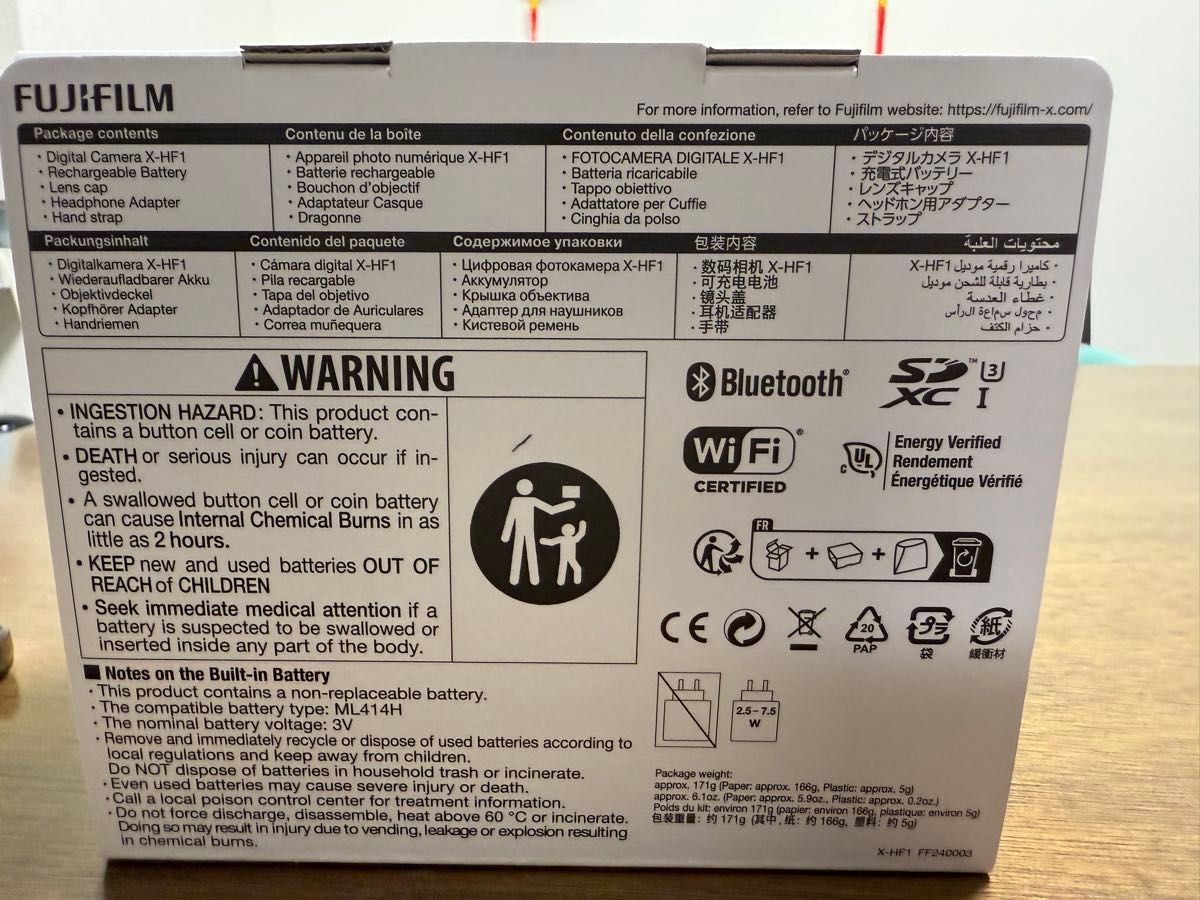 FUJIFILM
For more information, refer to Fujifilm website: https://fujifilm-x.com/
Package contents
・Digital Camera X-HF1
・Rechargeable Battery
・Lens cap
・Headphone Adapter
・Hand strap
Contenu de la boîte
・Appareil photo numérique X-HF1
・Batterie rechargeable
・Bouchon d'objectif
・Adaptateur Casque
・Dragonne
Contenuto della confezione
・FOTOCAMERA DIGITALE X-HF1
・Batteria ricaricabile
・Tappo obiettivo
・Adattatore per Cuffie
・Cinghia da polso
パッケージ内容
・デジタルカメラ X-HF1
・充電式バッテリー
・レンズキャップ
・ヘッドホン用アダプター
・ストラップ
Packungsinhalt
・Digitalkamera X-HF1
・Wiederaufladbarer Akku
・Objektivdeckel
・Kopfhörer Adapter
・Handriemen
Contenido del paquete
・Cámara digital X-HF1
・Pila recargable
・Tapa del objetivo
・Adaptador de Auriculares
・Correa muñequera
Содержимое упаковки
・Цифровая фотокамера X-HF1
・Аккумулятор
・Крышка объектива
・Адаптер для наушников
・Кистевой ремень
包装内容
・数码相机 X-HF1
・可充电电池
・镜头盖
・耳机适配器
・手带
محتويات العلبة
・كاميرا رقمية موديل X-HF1
・بطارية قابلة للشحن موديل
・غطاء العدسة
・محول سماعة الرأس
・حزام الكتف
WARNING
• INGESTION HAZARD: This product con-
tains a button cell or coin battery.
• DEATH or serious injury can occur if in-
gested.
• A swallowed button cell or coin battery
can cause Internal Chemical Burns in as
little as 2 hours.
• KEEP new and used batteries OUT OF
REACH of CHILDREN
• Seek immediate medical attention if a
battery is suspected to be swallowed or
inserted inside any part of the body.
Bluetooth®
SD XC™ I 3
Wi Fi®
CERTIFIED
C UL
Energy Verified
Rendement
Énergétique Vérifié
FR
+ +
CE
20
PAP
プラ
袋
紙
緩衝材
2.5 – 7.5
W
■ Notes on the Built-in Battery
・This product contains a non-replaceable battery.
・The compatible battery type: ML414H
・The nominal battery voltage: 3V
・Remove and immediately recycle or dispose of used batteries according to
local regulations and keep away from children.
Do NOT dispose of batteries in household trash or incinerate.
・Even used batteries may cause severe injury or death.
・Call a local poison control center for treatment information.
・Do not force discharge, disassemble, heat above 60 °C or incinerate.
Doing so may result in injury due to vending, leakage or explosion resulting
in chemical burns.
Package weight:
approx. 171g (Paper: approx. 166g, Plastic: approx. 5g)
approx. 6.1oz. (Paper: approx. 5.9oz., Plastic: approx. 0.2oz.)
Poids du kit: environ 171g (papier: environ 166g, plastique: environ 5g)
包装重量：约 171g (其中，纸：约 166g, 塑料：约 5g)
X-HF1 FF240003